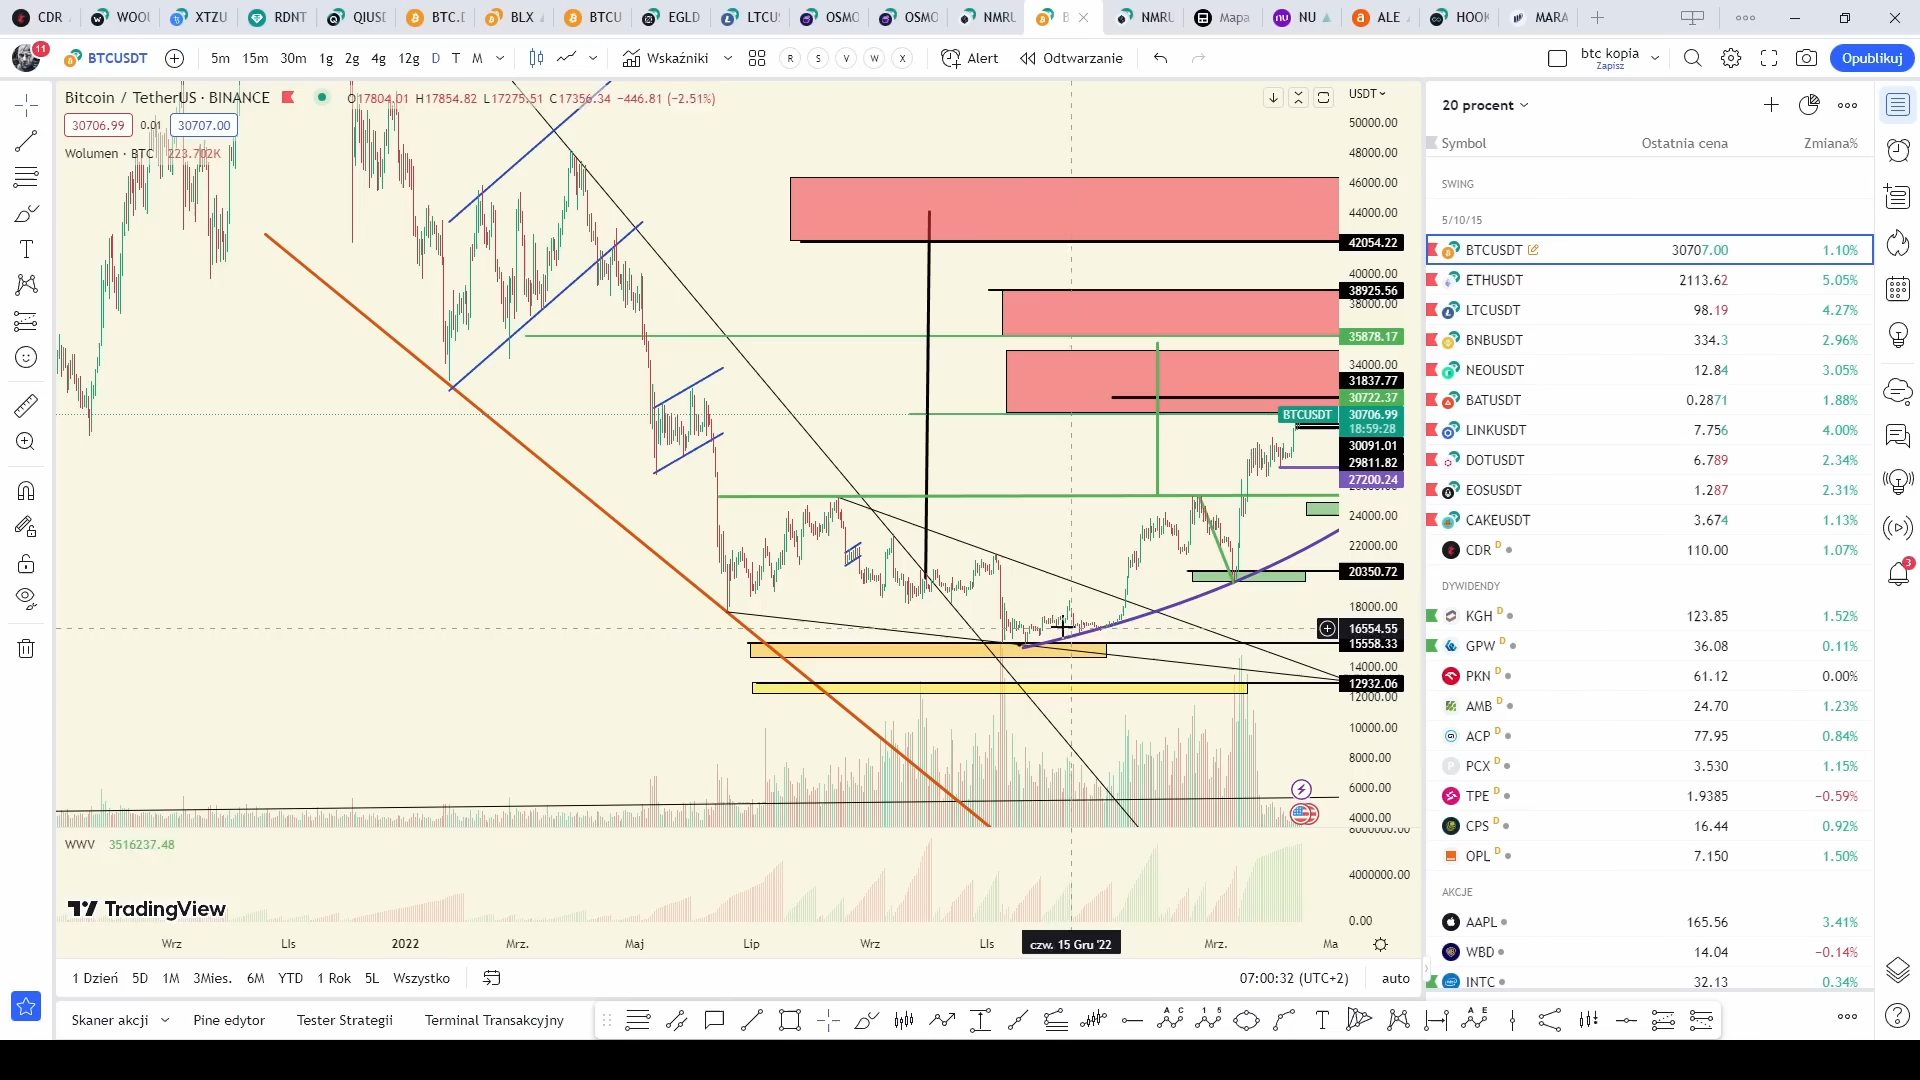 CDR WOO XTZU RDNT QIUSD BTC.D BLX BTCU EGLD LTCUS OSMO OSMO NMRU B NMRU Mapa NU ALE HOOK MARA
11 BTCUSDT 5m 15m 30m 1g 2g 4g 12g D T M Wskaźniki R S V W X Alert Odtwarzanie btc kopia Zapisz Opublikuj
Bitcoin / TetherUS · BINANCE O17804.01 H17854.82 L17275.51 C17356.34 −446.81 (−2.51%)
30706.99 0.01 30707.00
Wolumen · BTC 223.702K
USDT
50000.00
48000.00
46000.00
44000.00
42054.22
40000.00
38925.56
38000.00
35878.17
34000.00
31837.77
30722.37
BTCUSDT 30706.99
18:59:28
30091.01
29811.82
27200.24
24000.00
22000.00
20350.72
18000.00
16554.55
15558.33
14000.00
12932.06
12000.00
10000.00
8000.00
6000.00
4000.00
8000000.00
WWV 3516237.48
4000000.00
0.00
TradingView
Wrz LIs 2022 Mrz. Maj Lip Wrz LIs czw. 15 Gru '22 Mrz. Ma
1 Dzień 5D 1M 3Mies. 6M YTD 1 Rok 5L Wszystko 07:00:32 (UTC+2) auto
Skaner akcji Pine edytor Tester Strategii Terminal Transakcyjny
20 procent
Symbol Ostatnia cena Zmiana%
SWING
5/10/15
BTCUSDT 30707.00 1.10%
ETHUSDT 2113.62 5.05%
LTCUSDT 98.19 4.27%
BNBUSDT 334.3 2.96%
NEOUSDT 12.84 3.05%
BATUSDT 0.2871 1.88%
LINKUSDT 7.756 4.00%
DOTUSDT 6.789 2.34%
EOSUSDT 1.287 2.31%
CAKEUSDT 3.674 1.13%
CDR D 110.00 1.07%
DYWIDENDY
KGH D 123.85 1.52%
GPW D 36.08 0.11%
PKN D 61.12 0.00%
AMB D 24.70 1.23%
ACP D 77.95 0.84%
PCX D 3.530 1.15%
TPE D 1.9385 −0.59%
CPS D 16.44 0.92%
OPL D 7.150 1.50%
AKCJE
AAPL 165.56 3.41%
WBD 14.04 −0.14%
INTC 32.13 0.34%
3